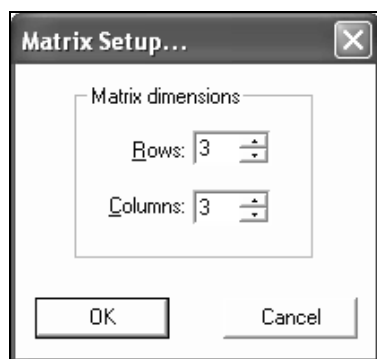 Matrix Setup...
Matrix dimensions
Rows: 3
Columns: 3
OK Cancel